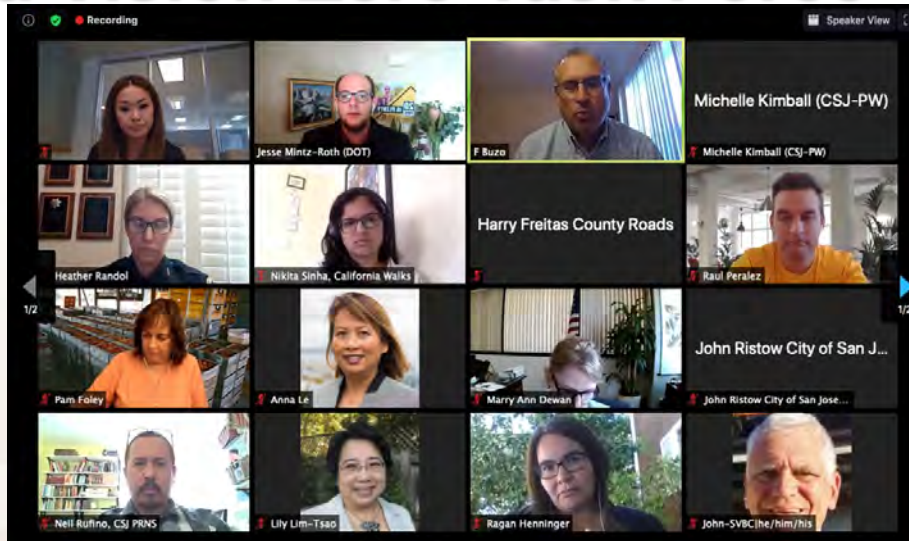 Recording
Speaker View
Jesse Mintz-Roth (DOT)
F Buzo
Michelle Kimball (CSJ-PW)
Michelle Kimball (CSJ-PW)
Heather Randol
Nikita Sinha, California Walks
Harry Freitas County Roads
Raul Peralez
1/2
1/2
Pam Foley
Anna Le
Marry Ann Dewan
John Ristow City of San J...
John Ristow City of San Jose...
Neil Rufino, CSJ PRNS
Lily Lim-Tsao
Ragan Henninger
John-SVBC|he/him/his